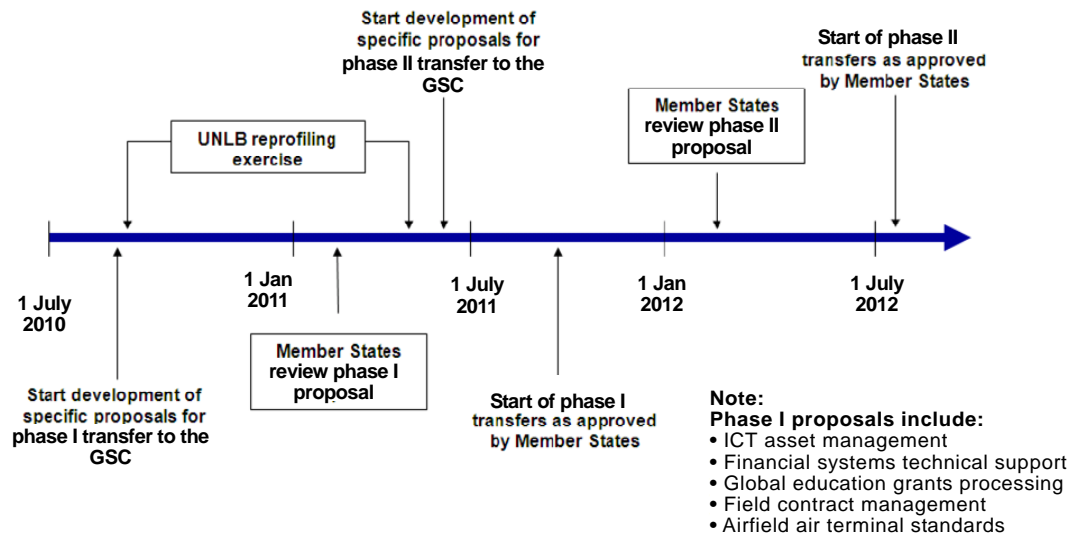 Start development of
specific proposals for
phase II transfer to the
GSC
Start of phase II
transfers as approved
by Member States
Member States
review phase II
proposal
UNLB reprofiling
exercise
1 July
2010
1 Jan
2011
1 July
2011
1 Jan
2012
1 July
2012
Start development of
specific proposals for
phase I transfer to the
GSC
Member States
review phase I
proposal
Start of phase I
transfers as approved
by Member States
Note:
Phase I proposals include:
• ICT asset management
• Financial systems technical support
• Global education grants processing
• Field contract management
• Airfield air terminal standards